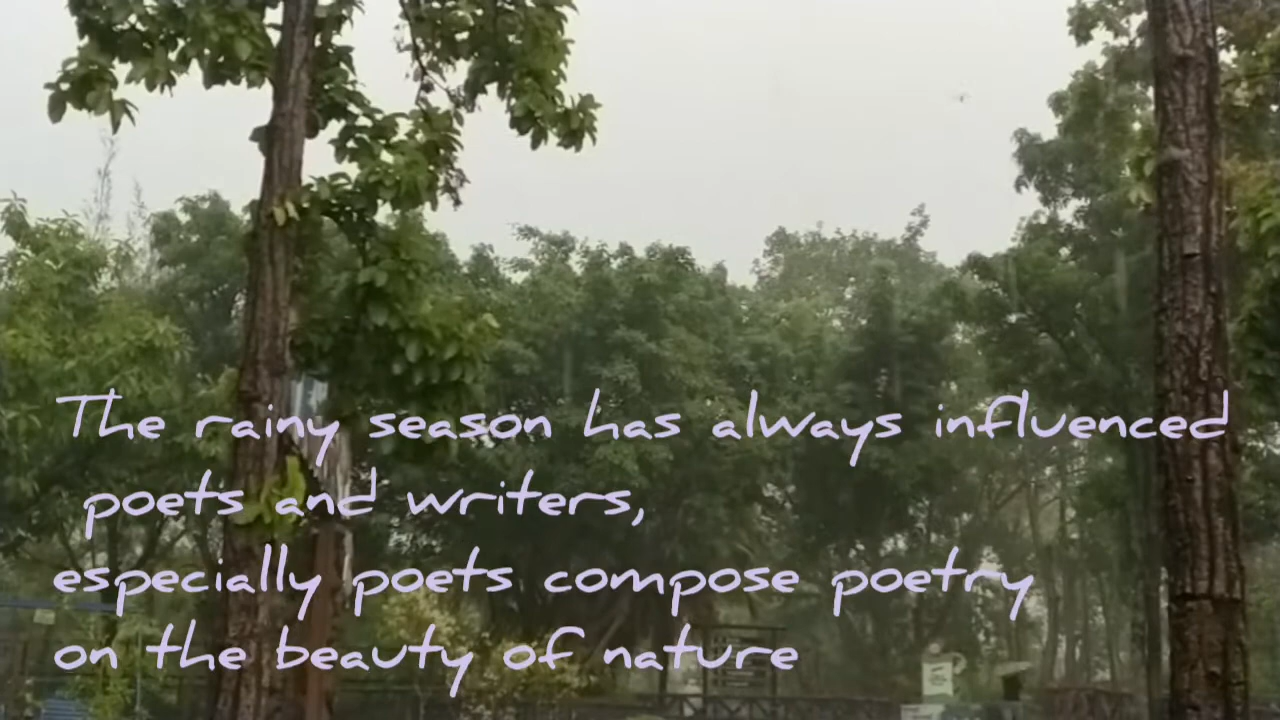 The rainy season has always influenced
poets and writers,
especially poets compose poetry
on the beauty of nature